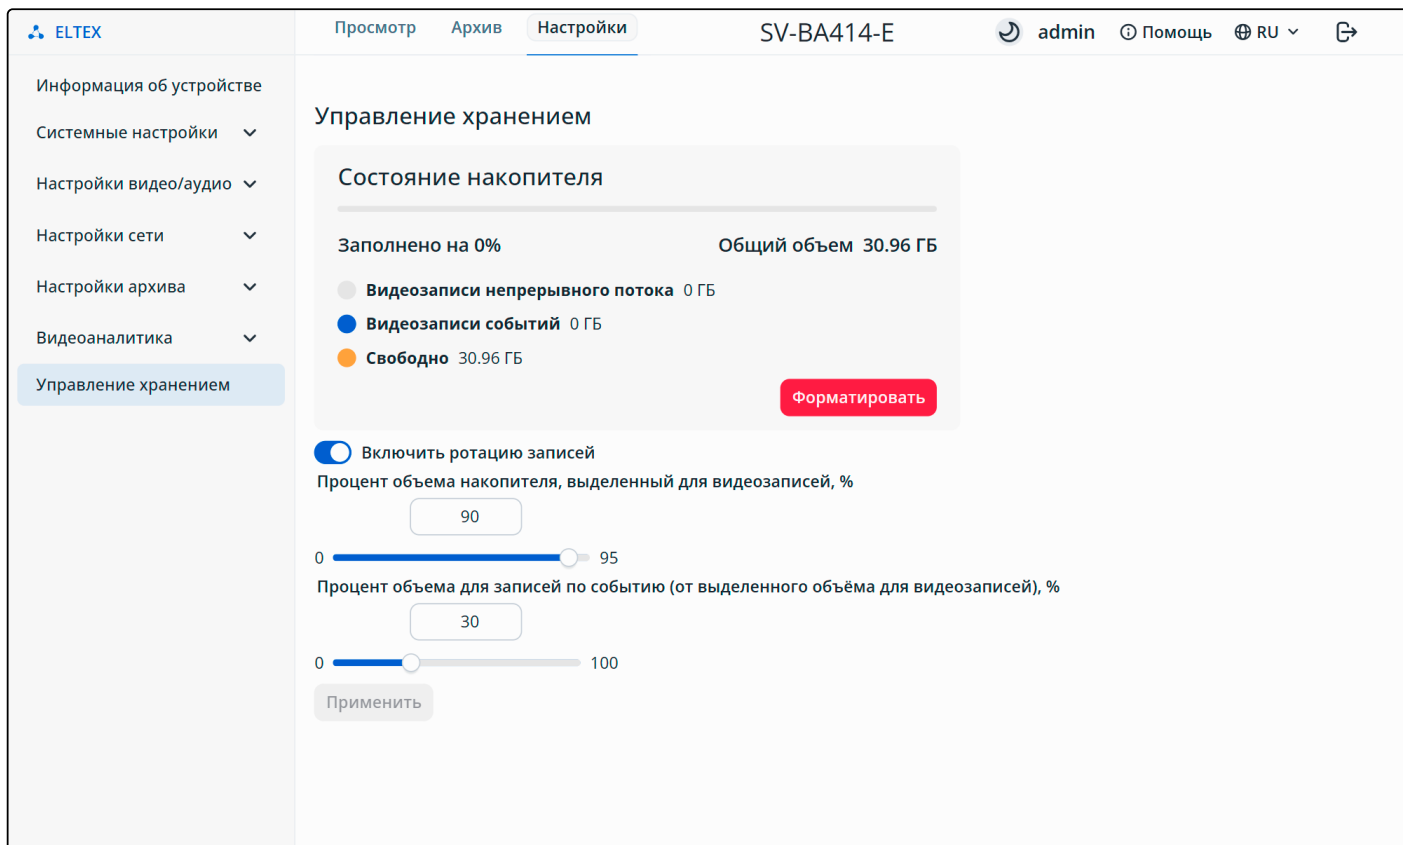 ELTEX
Просмотр Архив Настройки SV-BA414-E admin Помощь RU
Информация об устройстве
Системные настройки
Настройки видео/аудио
Настройки сети
Настройки архива
Видеоаналитика
Управление хранением
Управление хранением
Состояние накопителя
Заполнено на 0% Общий объем 30.96 ГБ
Видеозаписи непрерывного потока 0 ГБ
Видеозаписи событий 0 ГБ
Свободно 30.96 ГБ
Форматировать
Включить ротацию записей
Процент объема накопителя, выделенный для видеозаписей, %
90
0 95
Процент объема для записей по событию (от выделенного объёма для видеозаписей), %
30
0 100
Применить